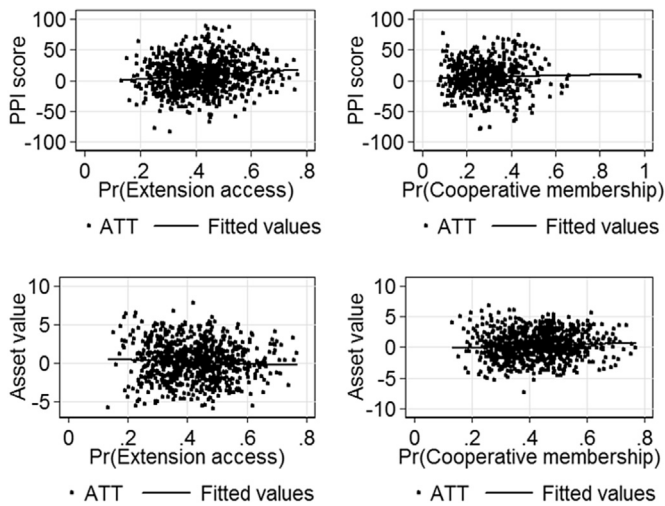 PPI score
100
50
0
-50
-100
0 .2 .4 .6 .8
Pr(Extension access)
ATT Fitted values
PPI score
100
50
0
-50
-100
0 .2 .4 .6 .8 1
Pr(Cooperative membership)
ATT Fitted values
Asset value
10
5
0
-5
0 .2 .4 .6 .8
Pr(Extension access)
ATT Fitted values
Asset value
10
5
0
-5
-10
0 .2 .4 .6 .8
Pr(Cooperative membership)
ATT Fitted values